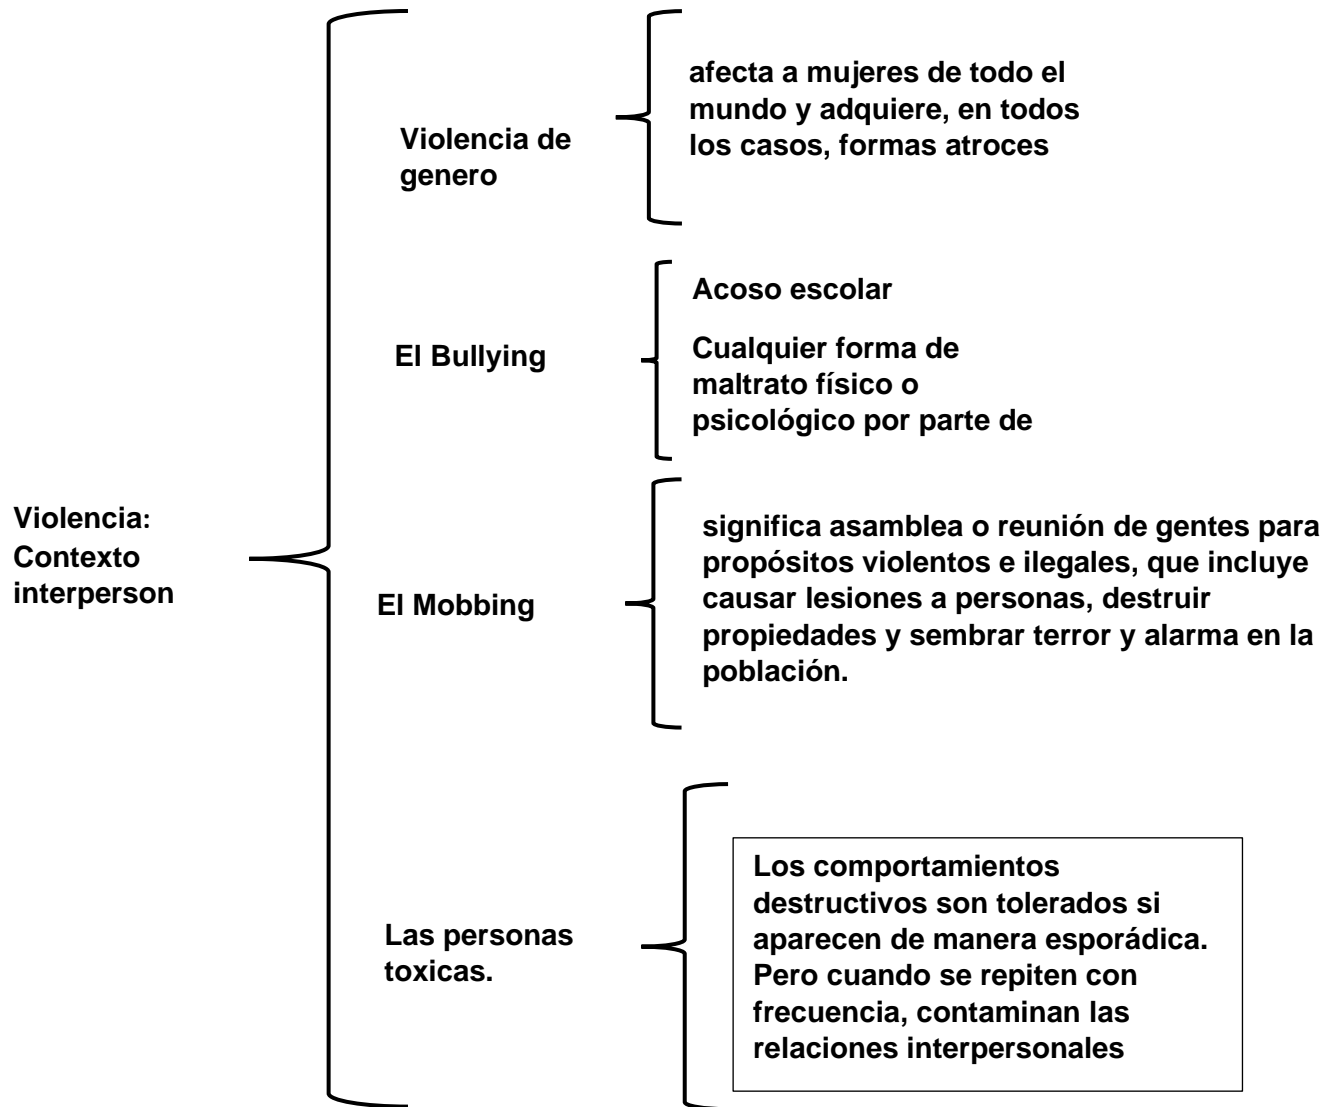 Violencia:
Contexto
interperson
Violencia de
genero
afecta a mujeres de todo el
mundo y adquiere, en todos
los casos, formas atroces
El Bullying
Acoso escolar
Cualquier forma de
maltrato físico o
psicológico por parte de
El Mobbing
significa asamblea o reunión de gentes para
propósitos violentos e ilegales, que incluye
causar lesiones a personas, destruir
propiedades y sembrar terror y alarma en la
población.
Las personas
toxicas.
Los comportamientos
destructivos son tolerados si
aparecen de manera esporádica.
Pero cuando se repiten con
frecuencia, contaminan las
relaciones interpersonales